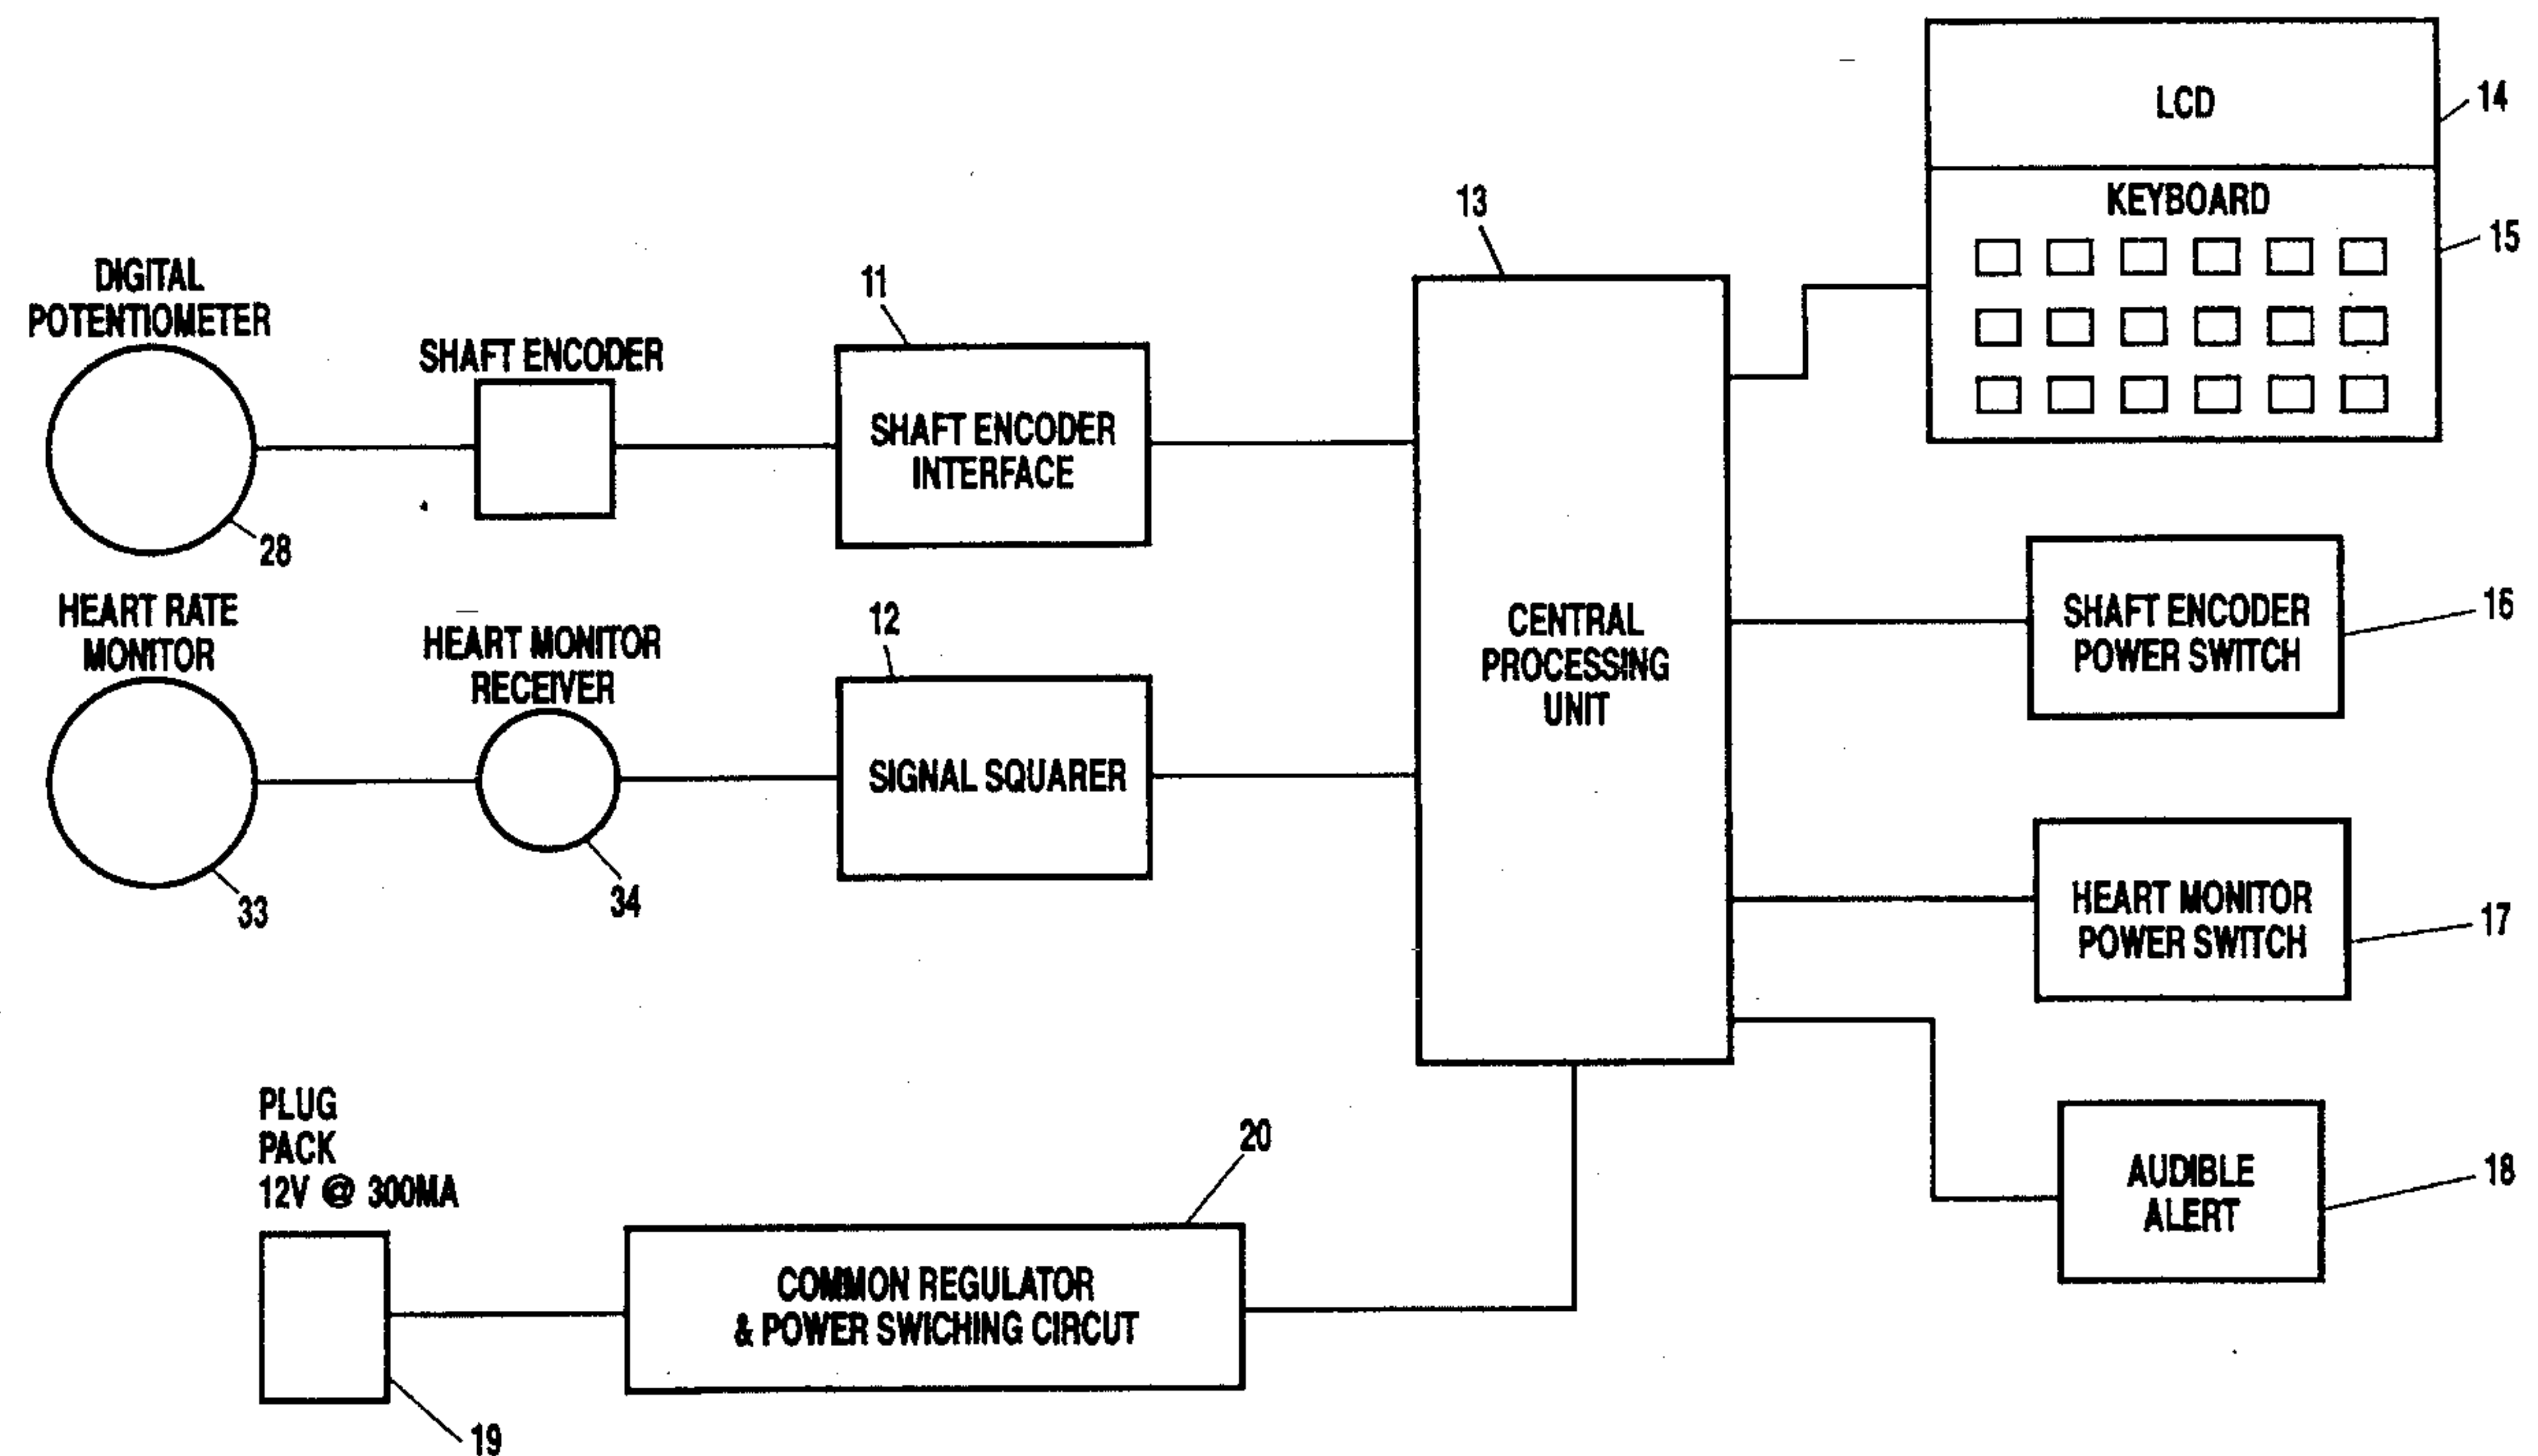 LCD
14
KEYBOARD
15
13
DIGITAL
POTENTIOMETER
28
SHAFT ENCODER
11
SHAFT ENCODER
INTERFACE
HEART RATE
MONITOR
33
HEART MONITOR
RECEIVER
34
12
SIGNAL SQUARER
CENTRAL
PROCESSING
UNIT
SHAFT ENCODER
POWER SWITCH
16
HEART MONITOR
POWER SWITCH
17
AUDIBLE
ALERT
18
PLUG
PACK
12V @ 300MA
19
20
COMMON REGULATOR
& POWER SWICHING CIRCUT